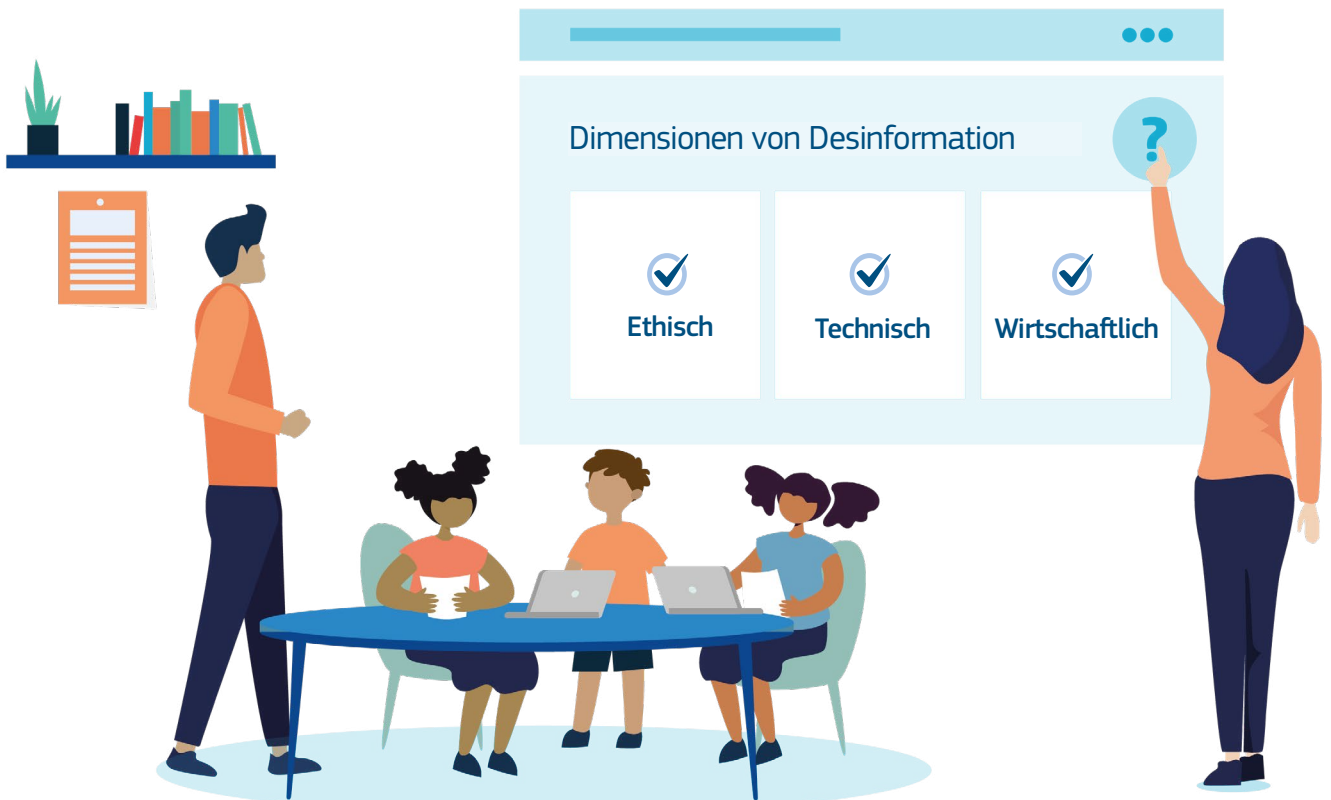 Dimensionen von Desinformation
?
Ethisch
Technisch
Wirtschaftlich